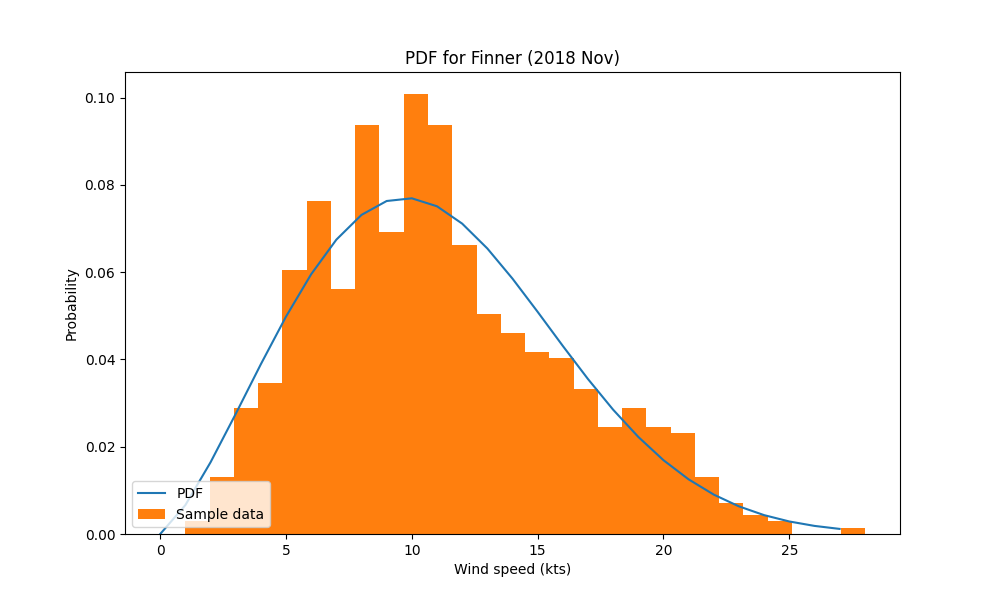 PDF for Finner (2018 Nov)
0.10
0.08
0.06
0.04
0.02
0.00
Probability
PDF
Sample data
0 5 10 15 20 25
Wind speed (kts)